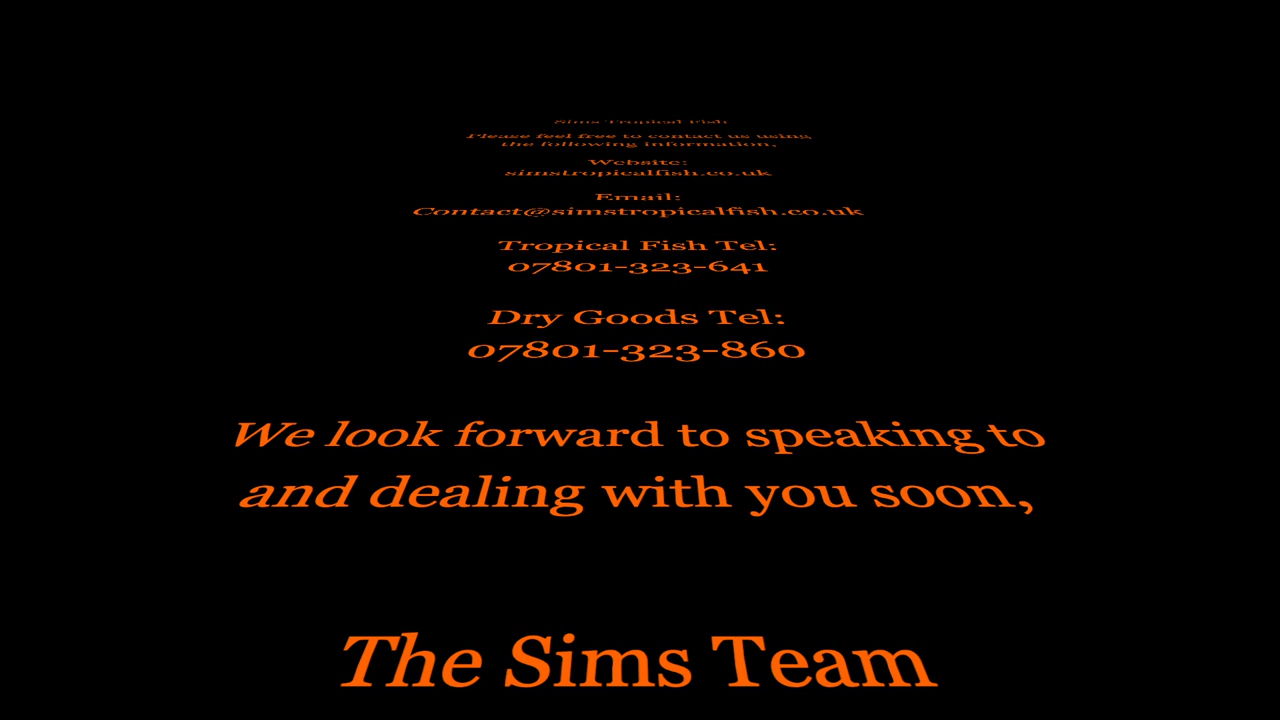 Sims Tropical Fish
Please feel free to contact us using
the following information,
Website:
simstropicalfish.co.uk
Email:
Contact@simstropicalfish.co.uk
Tropical Fish Tel:
07801-323-641
Dry Goods Tel:
07801-323-860
We look forward to speaking to
and dealing with you soon,
The Sims Team